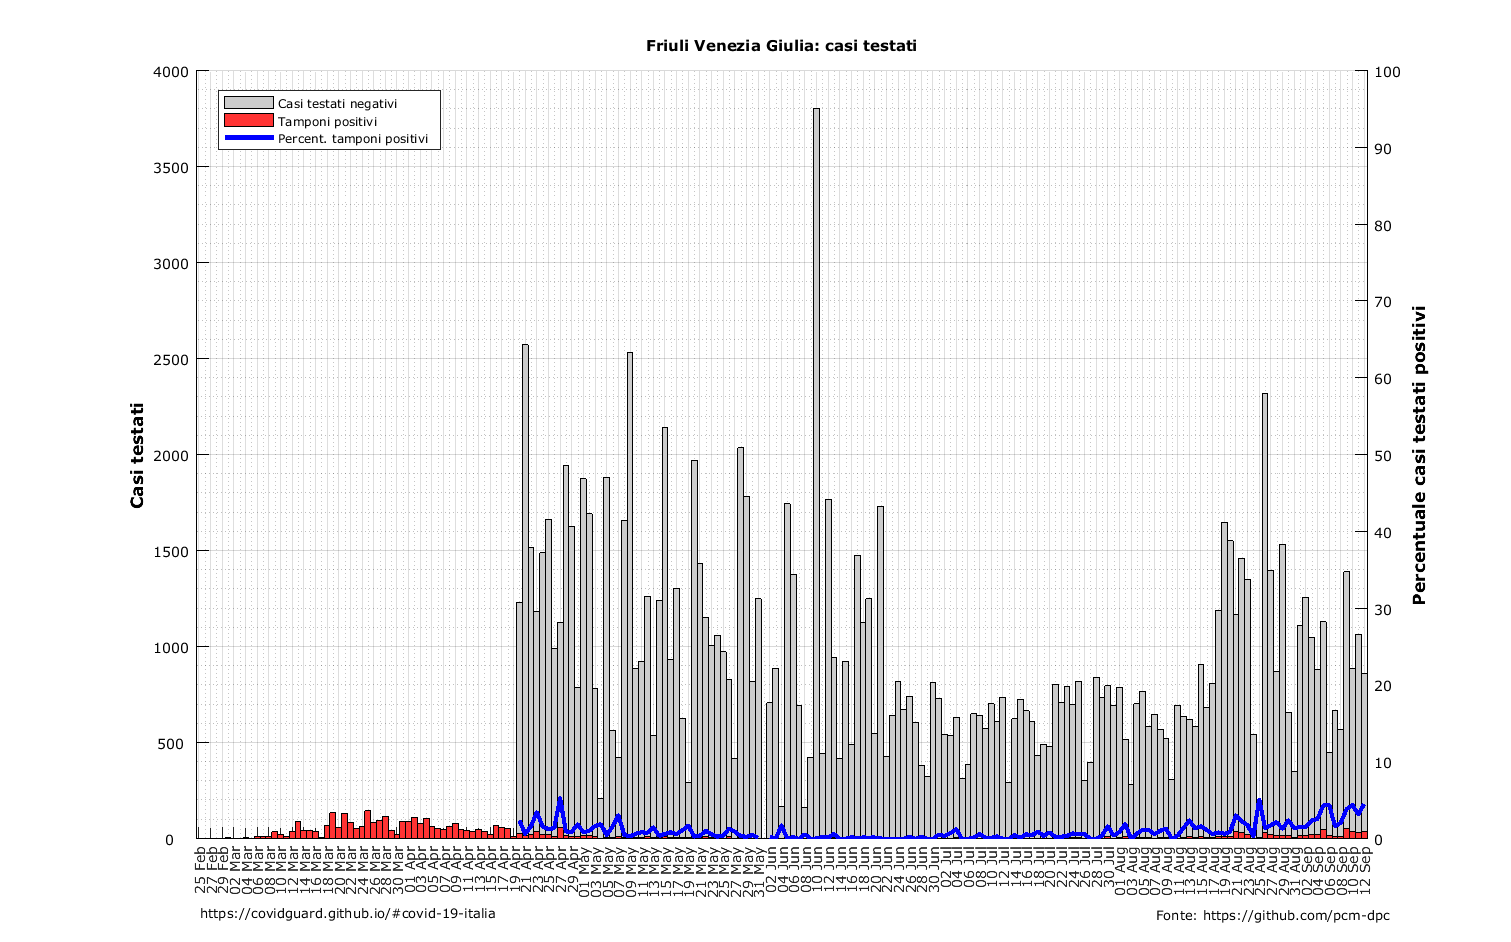 Friuli Venezia Giulia: casi testati
Casi testati negativi
Tamponi positivi
Percent. tamponi positivi
4000
3500
3000
2500
2000
1500
1000
500
0
Casi testati
100
90
80
70
60
50
40
30
20
10
0
Percentuale casi testati positivi
25 Feb
27 Feb
29 Feb
02 Mar
04 Mar
06 Mar
08 Mar
10 Mar
12 Mar
14 Mar
16 Mar
18 Mar
20 Mar
22 Mar
24 Mar
26 Mar
28 Mar
30 Mar
01 Apr
03 Apr
05 Apr
07 Apr
09 Apr
11 Apr
13 Apr
15 Apr
17 Apr
19 Apr
21 Apr
23 Apr
25 Apr
27 Apr
29 Apr
01 May
03 May
05 May
07 May
09 May
11 May
13 May
15 May
17 May
19 May
21 May
23 May
25 May
27 May
29 May
31 May
02 Jun
04 Jun
06 Jun
08 Jun
10 Jun
12 Jun
14 Jun
16 Jun
18 Jun
20 Jun
22 Jun
24 Jun
26 Jun
28 Jun
30 Jun
02 Jul
04 Jul
06 Jul
08 Jul
10 Jul
12 Jul
14 Jul
16 Jul
18 Jul
20 Jul
22 Jul
24 Jul
26 Jul
28 Jul
30 Jul
01 Aug
03 Aug
05 Aug
07 Aug
09 Aug
11 Aug
13 Aug
15 Aug
17 Aug
19 Aug
21 Aug
23 Aug
25 Aug
27 Aug
29 Aug
31 Aug
02 Sep
04 Sep
06 Sep
08 Sep
10 Sep
12 Sep
https://covidguard.github.io/#covid-19-italia
Fonte: https://github.com/pcm-dpc